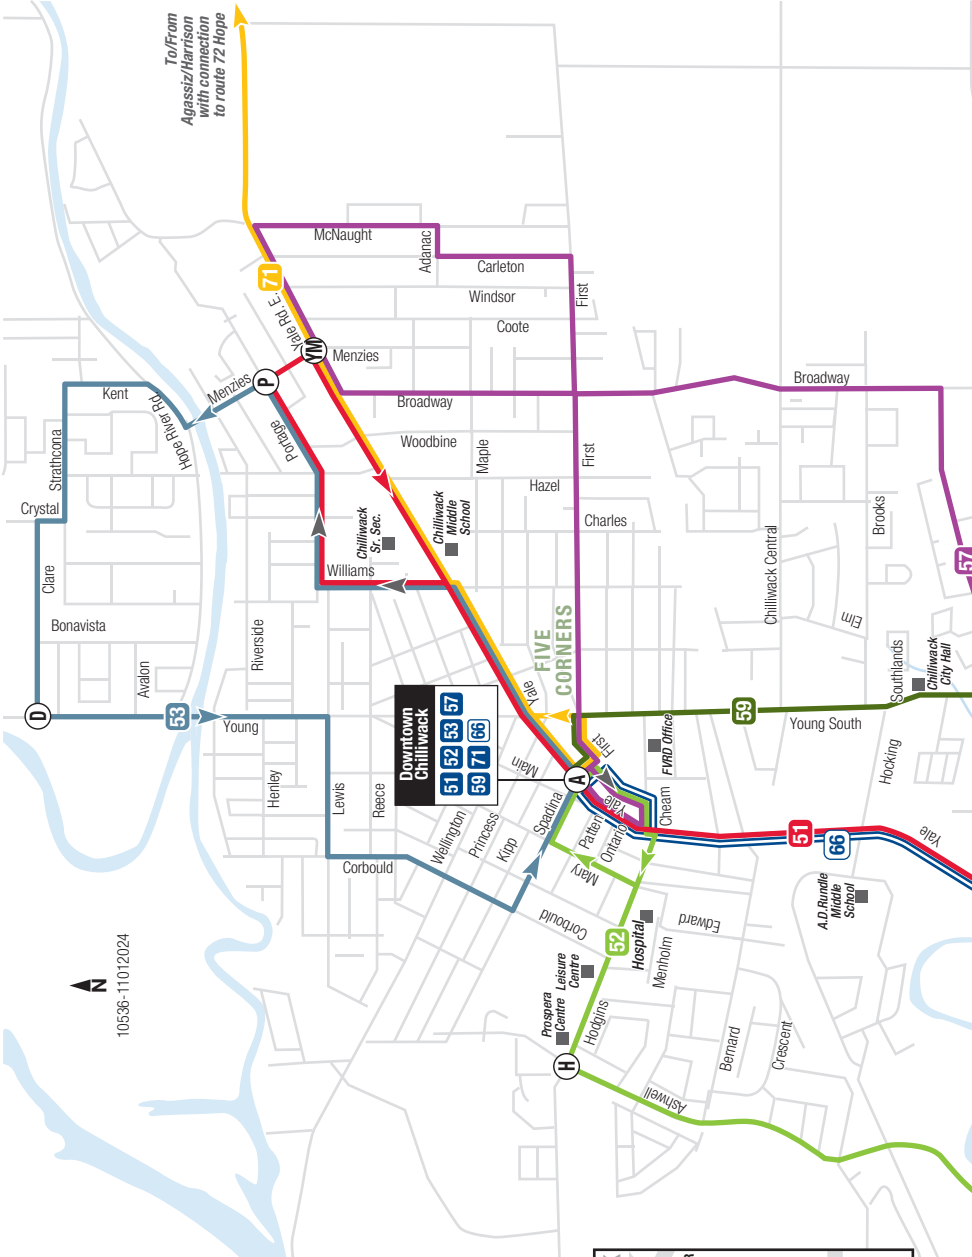 To/From
Agassiz/Harrison
with connection
to route 72 Hope
McNaught
Adanac
Carleton
First
Windsor
Coote
71
Yale Rd. E.
YM
Menzies
P
Menzies
Kent
Hope River Rd.
Strathcona
Crystal
Clare
Bonavista
Avalon
Portage
Broadway
Broadway
Woodbine
Maple
First
Hazel
Charles
Chilliwack
Sr. Sec.
Chilliwack
Middle
School
Williams
Riverside
D
53
Young
Henley
Lewis
Reece
Corbould
Downtown
Chilliwack
51 52 53 57
59 71 66
FIVE
CORNERS
Yale
Main
Spadina
Wellington
Princess
Kipp
A
First
Yale
Patten
Ontario
Mary
Cheam
FVRD Office
59
Young South
Chilliwack Central
Brooks
Elm
57
Southlands
Chilliwack
City Hall
Hocking
51
66
Yale
A.D.Rundle
Middle
School
Corbould
Edward
52
Hospital
Menholm
Leisure
Centre
Prospera
Centre
Hodgins
H
Ashwell
Bernard
Crescent
N
10536-11012024
R